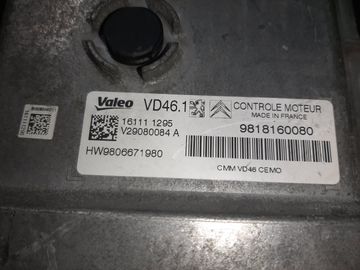 Valeo VD46.1 CONTROLE MOTEUR
MADE IN FRANCE
16111 1295
V29080084 A
9818160080
HW9806671980
CMM VD46 CEMO